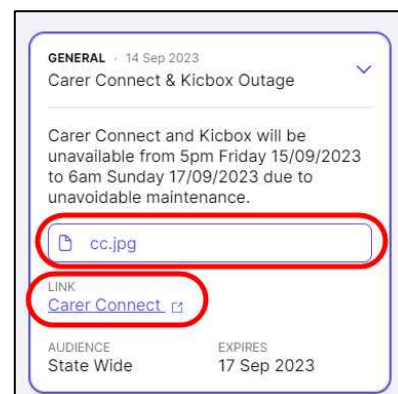 GENERAL · 14 Sep 2023
Carer Connect & Kicbox Outage
Carer Connect and Kicbox will be
unavailable from 5pm Friday 15/09/2023
to 6am Sunday 17/09/2023 due to
unavoidable maintenance.
cc.jpg
LINK
Carer Connect
AUDIENCE EXPIRES
State Wide 17 Sep 2023